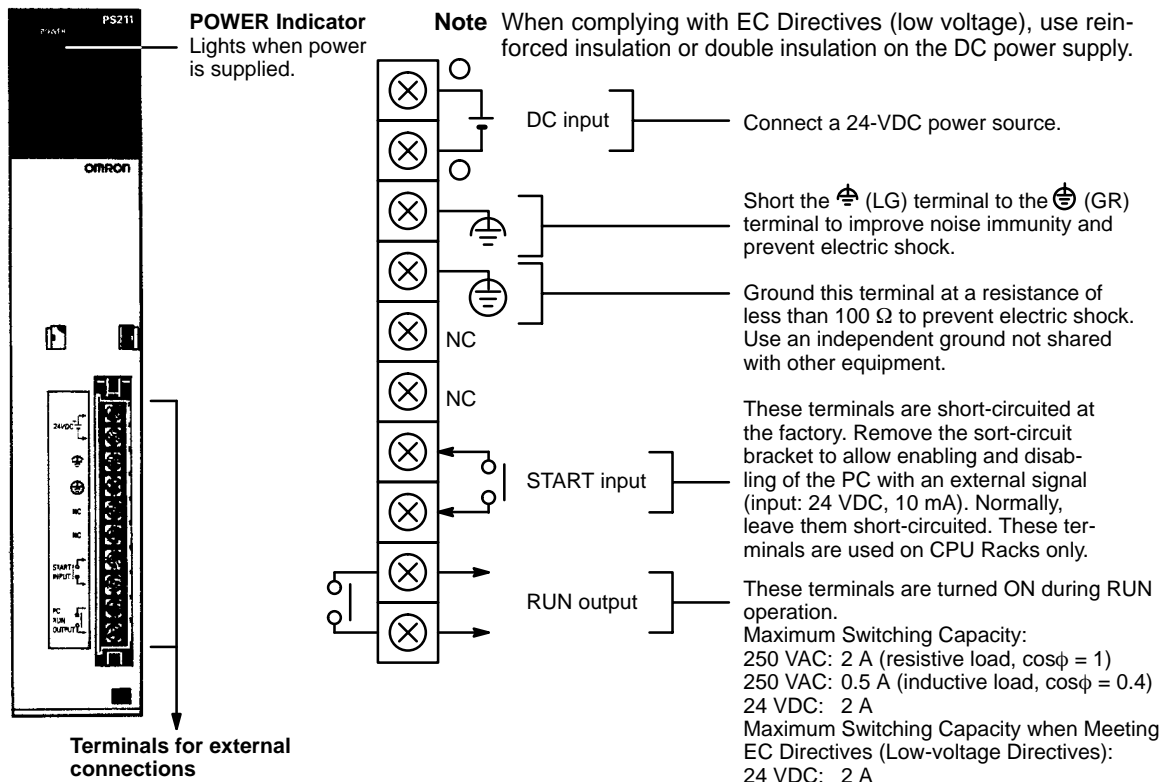 PS211
POWER
POWER Indicator
Lights when power
is supplied.
Note When complying with EC Directives (low voltage), use rein-
forced insulation or double insulation on the DC power supply.
OMRON
24VDC
NC
NC
START
INPUT
PC
RUN
OUTPUT
Terminals for external
connections
DC input
NC
NC
START input
RUN output
Connect a 24-VDC power source.
Short the (LG) terminal to the (GR)
terminal to improve noise immunity and
prevent electric shock.
Ground this terminal at a resistance of
less than 100 Ω to prevent electric shock.
Use an independent ground not shared
with other equipment.
These terminals are short-circuited at
the factory. Remove the sort-circuit
bracket to allow enabling and disab-
ling of the PC with an external signal
(input: 24 VDC, 10 mA). Normally,
leave them short-circuited. These ter-
minals are used on CPU Racks only.
These terminals are turned ON during RUN
operation.
Maximum Switching Capacity:
250 VAC: 2 A (resistive load, cosϕ = 1)
250 VAC: 0.5 A (inductive load, cosϕ = 0.4)
24 VDC: 2 A
Maximum Switching Capacity when Meeting
EC Directives (Low-voltage Directives):
24 VDC: 2 A